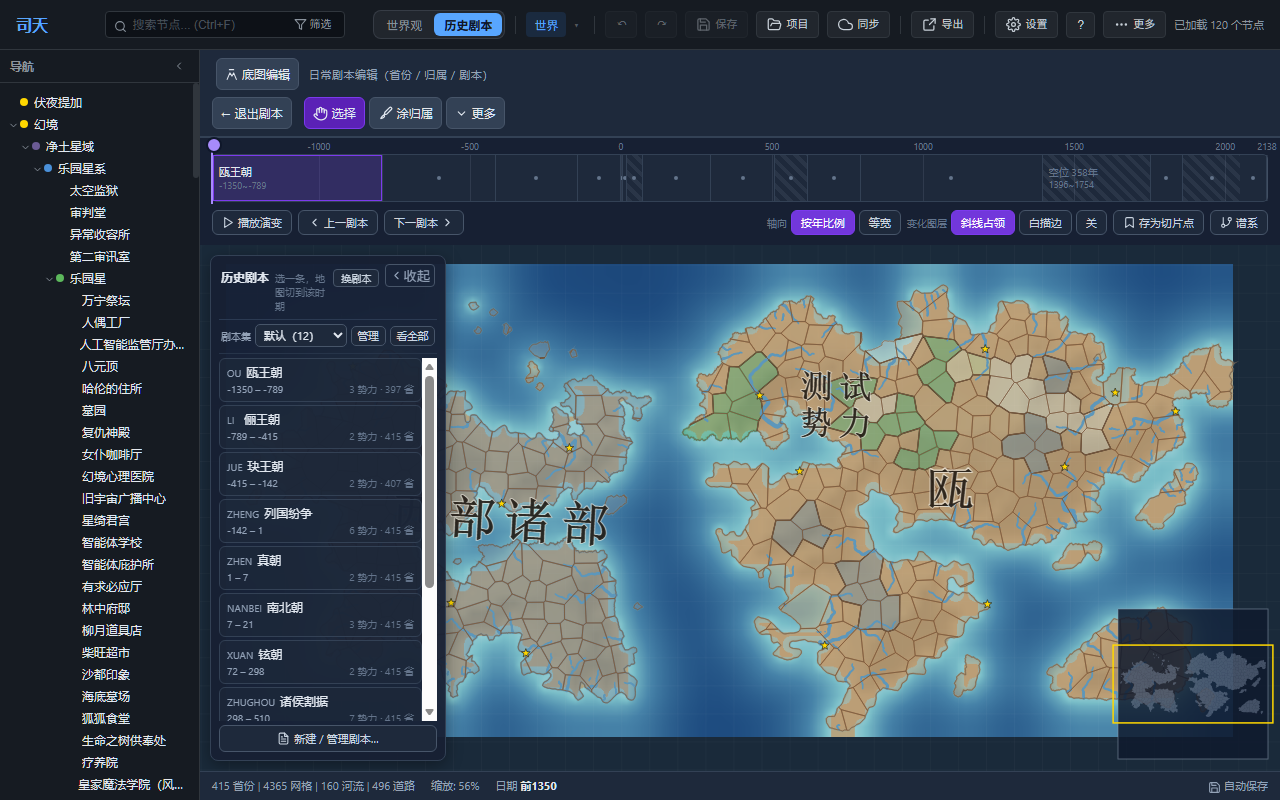 司天
搜索节点... (Ctrl+F)
筛选
世界观
历史剧本
世界
保存
项目
同步
导出
设置
?
更多
已加载 120 个节点
导航
伏夜提加
幻境
净土星域
乐园星系
太空监狱
审判堂
异常收容所
第二审讯室
乐园星
万宁祭坛
人偶工厂
人工智能监管厅办...
八元顶
哈伦的住所
墓园
复仇神殿
女仆咖啡厅
幻境心理医院
旧宇宙广播中心
星绮君宫
智能体学校
智能体庇护所
有求必应厅
林中府邸
柳月道具店
柴旺超市
沙都印象
海底墓场
狐狐食堂
生命之树供奉处
疗养院
皇家魔法学院（风...
底图编辑
日常剧本编辑（省份 / 归属 / 剧本）
← 退出剧本
选择
涂归属
更多
-1000
-500
0
500
1000
1500
2000
2138
瓯王朝
-1350~-789
空位 358年
1396~1754
播放演变
上一剧本
下一剧本
轴向
按年比例
等宽
变化图层
斜线占领
白描边
关
存为切片点
谱系
历史剧本
选一条，地图切到该时期
换剧本
收起
剧本集
默认（12）
管理
看全部
OU 瓯王朝
-1350 – -789
3 势力 · 397 省
LI 俪王朝
-789 – -415
2 势力 · 415 省
JUE 玦王朝
-415 – -142
2 势力 · 407 省
ZHENG 列国纷争
-142 – 1
6 势力 · 415 省
ZHEN 真朝
1 – 7
2 势力 · 415 省
NANBEI 南北朝
7 – 21
3 势力 · 415 省
XUAN 铉朝
72 – 298
2 势力 · 415 省
ZHUGHOU 诸侯割据
298 – 510
7 势力 · 415 省
新建 / 管理剧本...
测试
势力
瓯
部诸部
415 省份 | 4365 网格 | 160 河流 | 496 道路
缩放: 56%
日期 前1350
自动保存